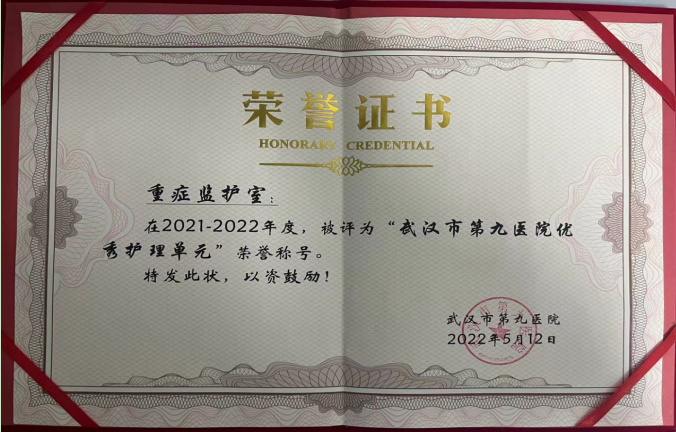 荣誉证书
HONORARY CREDENTIAL
重症监护室：
在2021-2022年度，被评为“武汉市第九医院优
秀护理单元”荣誉称号。
特发此状，以资鼓励！
武汉市第九医院
2022年5月12日